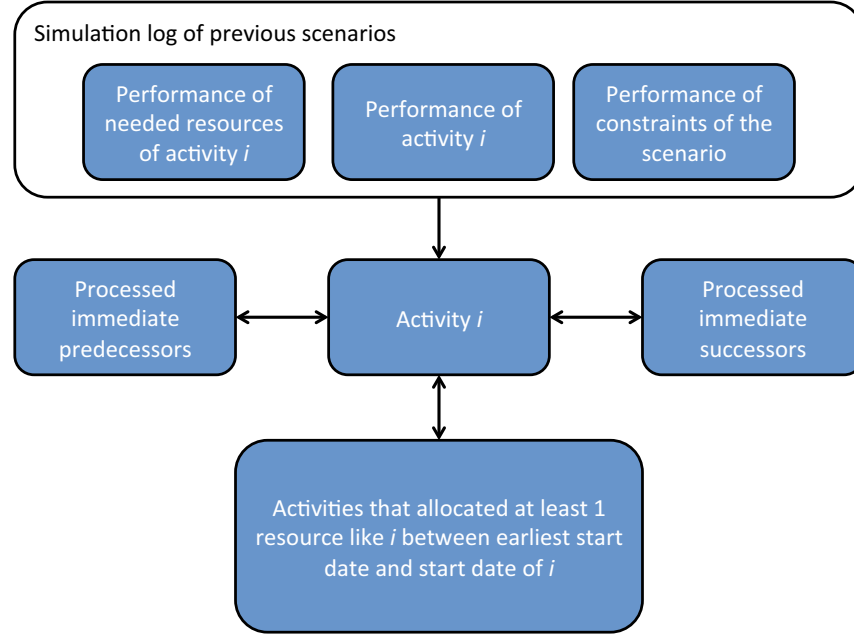 Simulation log of previous scenarios
Performance of
needed resources
of activity i
Performance of
activity i
Performance of
constraints of the
scenario
Processed
immediate
predecessors
Activity i
Processed
immediate
successors
Activities that allocated at least 1
resource like i between earliest start
date and start date of i